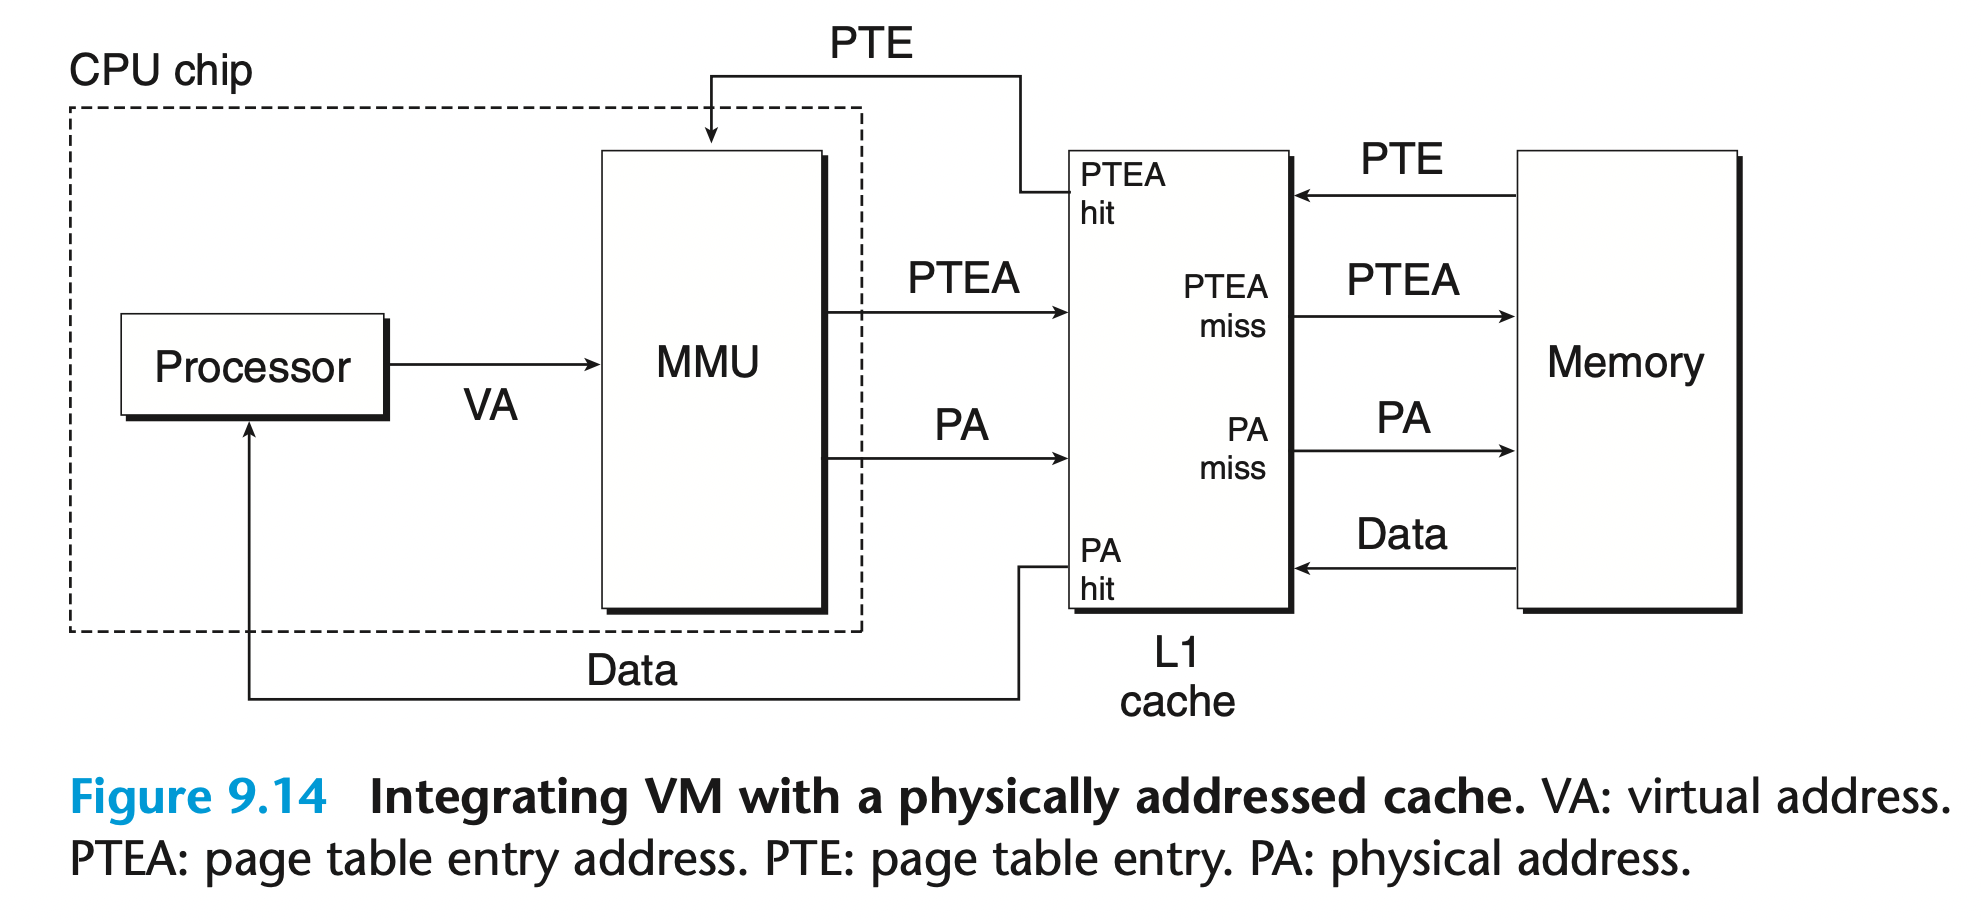 PTE
CPU chip
PTEA
hit
PTE
PTEA
PTEA
miss
PTEA
Processor
VA
MMU
Memory
PA
PA
miss
PA
PA
hit
Data
Data
L1
cache
Figure 9.14 Integrating VM with a physically addressed cache. VA: virtual address.
PTEA: page table entry address. PTE: page table entry. PA: physical address.